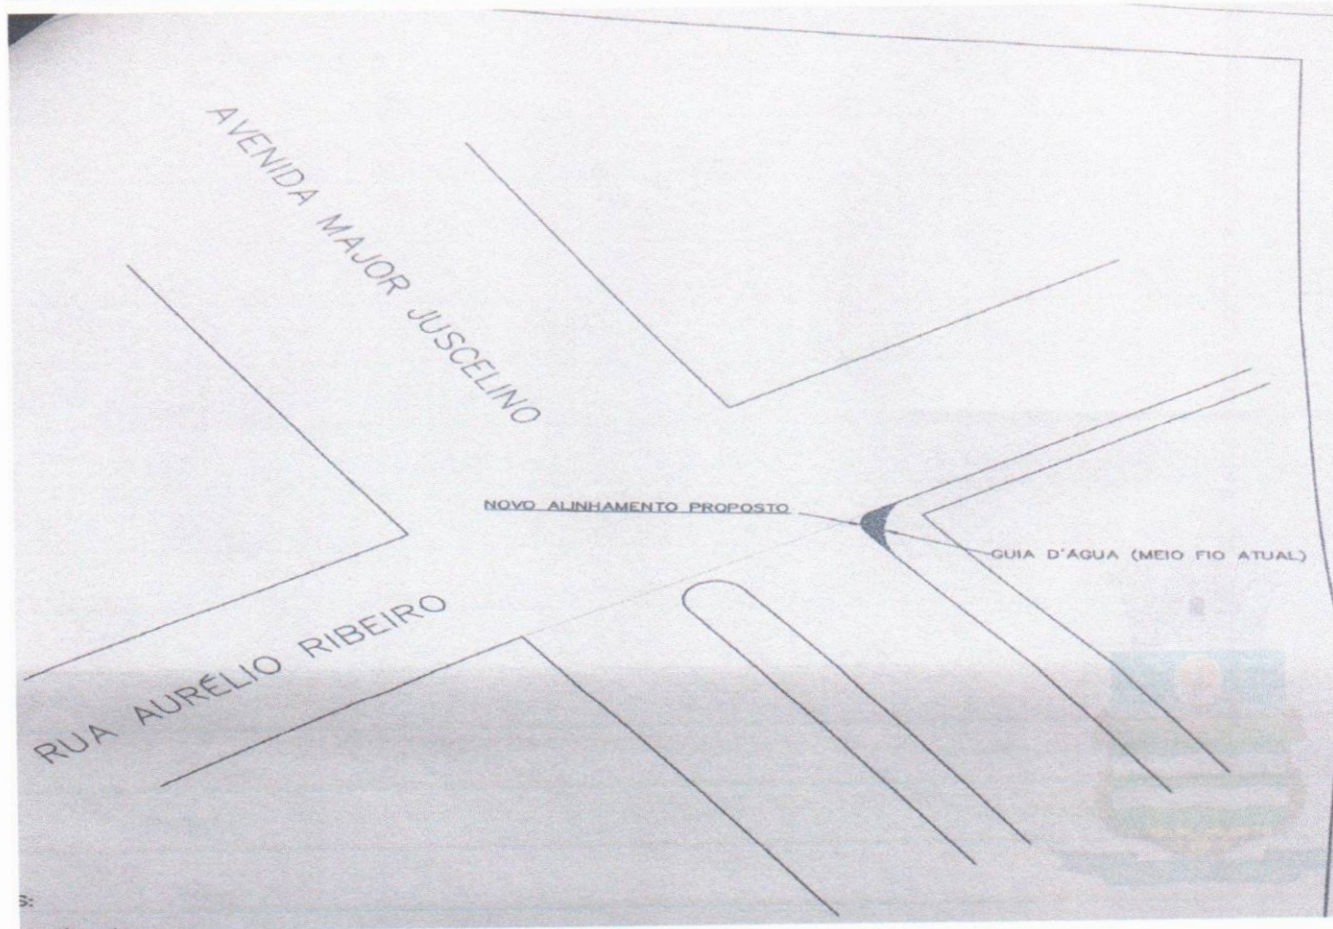 AVENIDA MAJOR JUSCELINO
NOVO ALINHAMENTO PROPOSTO
GUIA D'ÁGUA (MEIO FIO ATUAL)
RUA AURÉLIO RIBEIRO
S: